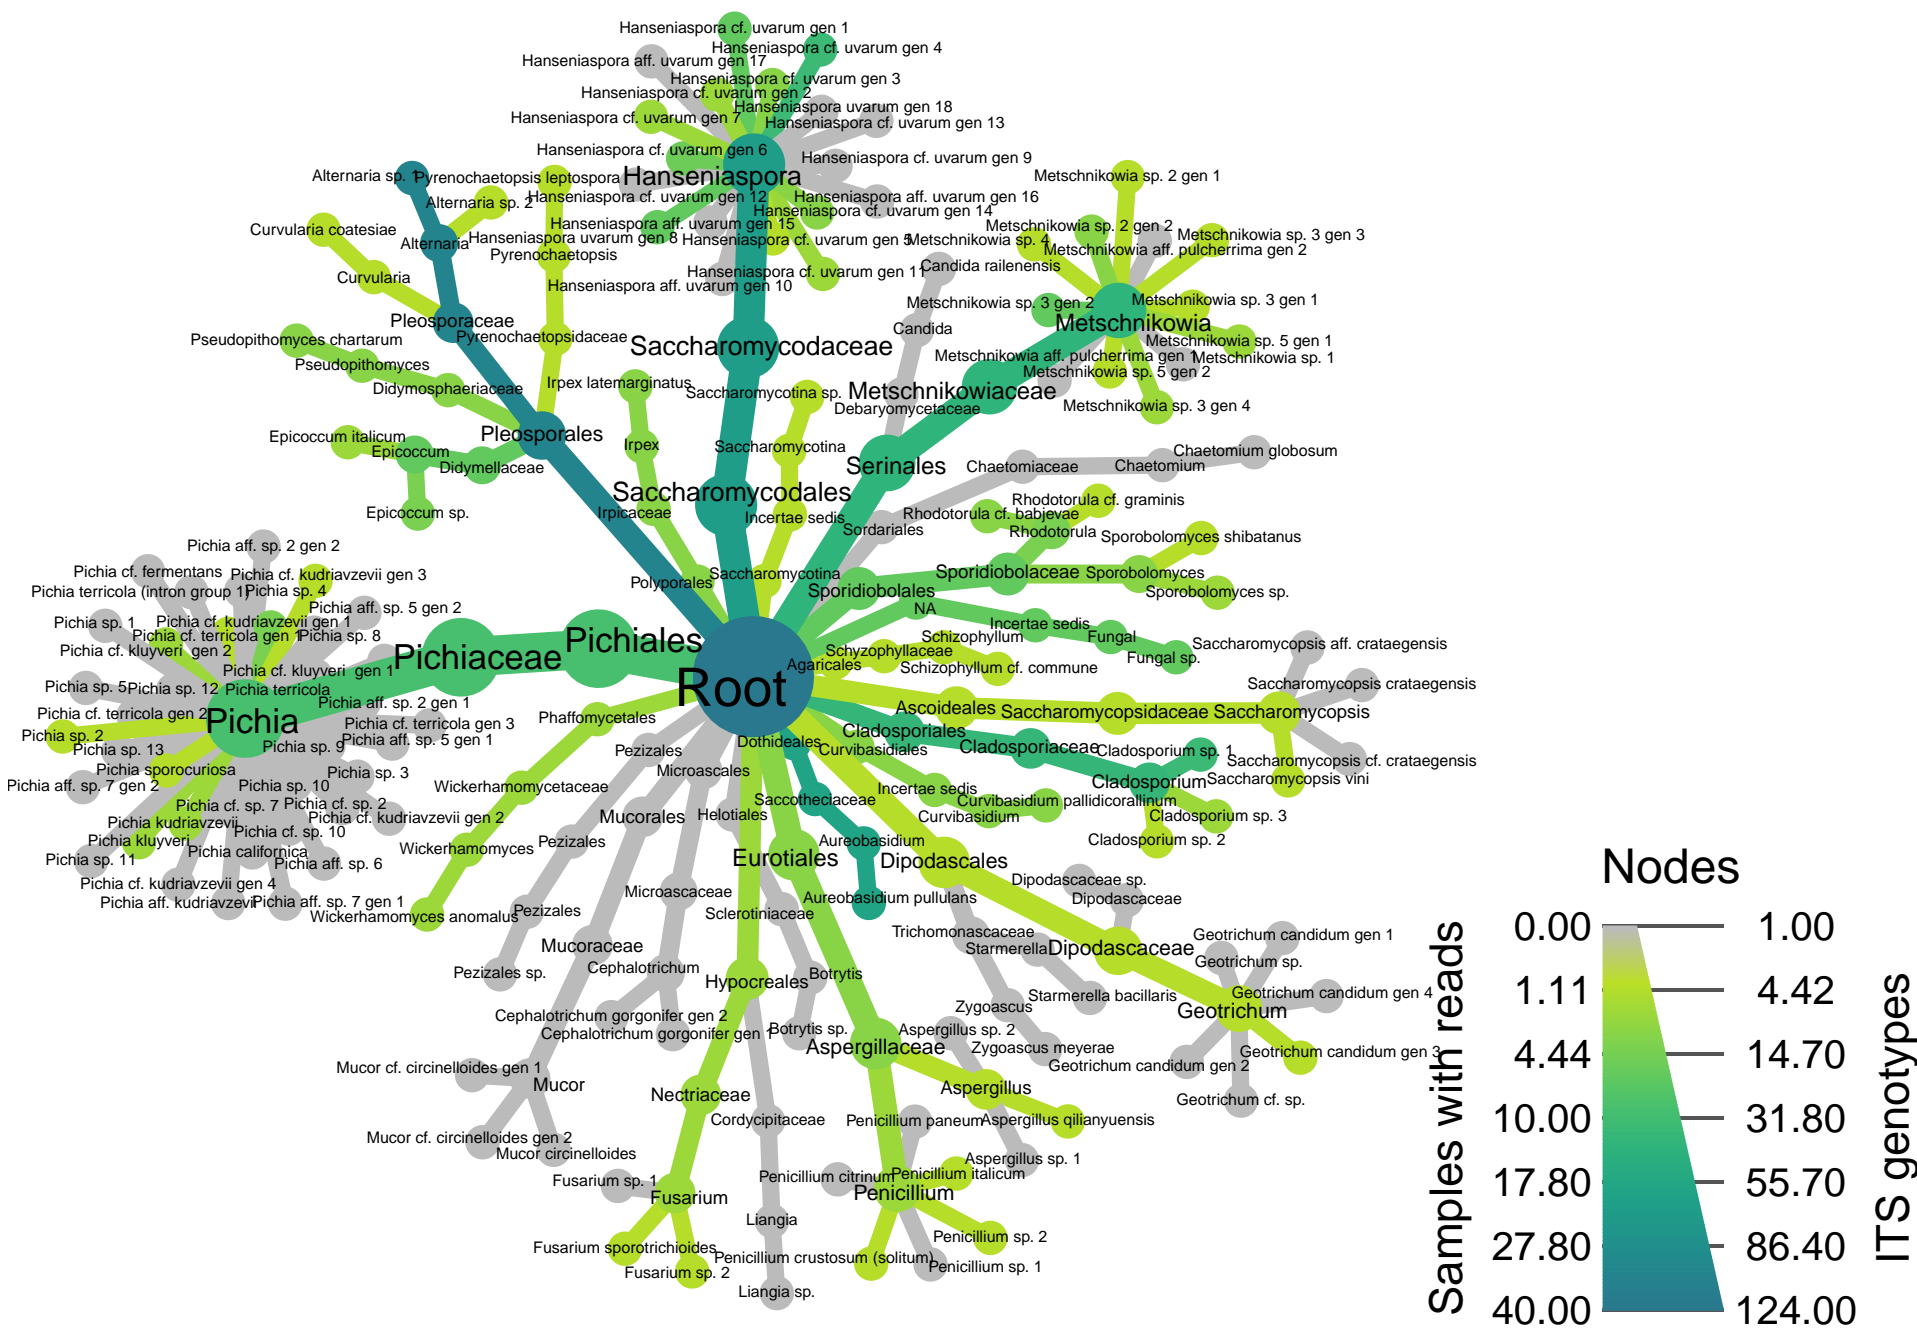 Hanseniaspora cf. uvarum gen 1
Hanseniaspora cf. uvarum gen 4
Hanseniaspora aff. uvarum gen 17
Hanseniaspora cf. uvarum gen 3
Hanseniaspora cf. uvarum gen 2
Hanseniaspora uvarum gen 18
Hanseniaspora cf. uvarum gen 7
Hanseniaspora cf. uvarum gen 13
Hanseniaspora cf. uvarum gen 6
Hanseniaspora cf. uvarum gen 9
Hanseniaspora
Hanseniaspora cf. uvarum gen 12
Hanseniaspora aff. uvarum gen 16
Hanseniaspora cf. uvarum gen 14
Hanseniaspora aff. uvarum gen 15
Hanseniaspora uvarum gen 8
Hanseniaspora cf. uvarum gen 5
Hanseniaspora cf. uvarum gen 11
Hanseniaspora aff. uvarum gen 10
Alternaria sp. 1
Pyrenochaetopsis leptospora
Alternaria sp. 2
Curvularia coatesiae
Alternaria
Pyrenochaetopsis
Curvularia
Pleosporaceae
Pyrenochaetopsidaceae
Pseudopithomyces chartarum
Pseudopithomyces
Didymosphaeriaceae
Pleosporales
Epicoccum italicum
Epicoccum
Didymellaceae
Epicoccum sp.
Irpex latemarginatus
Irpex
Irpicaceae
Polyporales
Saccharomycodaceae
Saccharomycodales
Saccharomycotina sp.
Saccharomycotina
Incertae sedis
Saccharomycotina
Metschnikowia sp. 2 gen 1
Metschnikowia sp. 2 gen 2
Metschnikowia sp. 4
Metschnikowia sp. 3 gen 3
Metschnikowia aff. pulcherrima gen 2
Candida railenensis
Metschnikowia sp. 3 gen 2
Metschnikowia sp. 3 gen 1
Metschnikowia
Candida
Metschnikowia sp. 5 gen 1
Metschnikowia aff. pulcherrima gen 1
Metschnikowia sp. 1
Metschnikowia sp. 5 gen 2
Metschnikowiaceae
Debaryomycetaceae
Metschnikowia sp. 3 gen 4
Serinales
Chaetomiaceae
Chaetomium
Chaetomium globosum
Sordariales
Rhodotorula cf. graminis
Rhodotorula cf. babjevae
Rhodotorula
Sporobolomyces shibatanus
Sporidiobolaceae
Sporobolomyces
Sporobolomyces sp.
Sporidiobolales
NA
Incertae sedis
Fungal
Fungal sp.
Schizophyllum
Schyzophyllaceae
Agaricales
Schizophyllum cf. commune
Saccharomycopsis aff. crataegensis
Saccharomycopsis crataegensis
Ascoideales
Saccharomycopsidaceae
Saccharomycopsis
Saccharomycopsis cf. crataegensis
Saccharomycopsis vini
Cladosporiales
Cladosporiaceae
Cladosporium sp. 1
Cladosporium
Cladosporium sp. 3
Cladosporium sp. 2
Curvibasidiales
Incertae sedis
Curvibasidium pallidicorallinum
Curvibasidium
Dothideales
Saccotheciaceae
Aureobasidium
Aureobasidium pullulans
Root
Pichiales
Pichiaceae
Pichia
Pichia aff. sp. 2 gen 2
Pichia cf. fermentans
Pichia cf. kudriavzevii gen 3
Pichia terricola (intron group 1)
Pichia sp. 4
Pichia aff. sp. 5 gen 2
Pichia sp. 1
Pichia cf. kudriavzevii gen 1
Pichia cf. terricola gen 1
Pichia sp. 8
Pichia cf. kluyveri gen 2
Pichia cf. kluyveri gen 1
Pichia sp. 5
Pichia sp. 12
Pichia terricola
Pichia aff. sp. 2 gen 1
Pichia cf. terricola gen 2
Pichia cf. terricola gen 3
Pichia sp. 2
Pichia aff. sp. 5 gen 1
Pichia sp. 13
Pichia sp. 9
Pichia sporocuriosa
Pichia sp. 3
Pichia aff. sp. 7 gen 2
Pichia sp. 10
Pichia cf. sp. 7
Pichia cf. sp. 2
Pichia kudriavzevii
Pichia cf. kudriavzevii gen 2
Pichia cf. sp. 10
Pichia kluyveri
Pichia californica
Pichia sp. 11
Pichia aff. sp. 6
Pichia cf. kudriavzevii gen 4
Pichia aff. kudriavzevii
Pichia aff. sp. 7 gen 1
Phaffomycetales
Wickerhamomycetaceae
Wickerhamomyces
Wickerhamomyces anomalus
Pezizales
Pezizales
Pezizales
Pezizales sp.
Microascales
Microascaceae
Cephalotrichum
Cephalotrichum gorgonifer gen 2
Cephalotrichum gorgonifer gen 1
Mucorales
Mucoraceae
Mucor
Mucor cf. circinelloides gen 1
Mucor cf. circinelloides gen 2
Mucor circinelloides
Helotiales
Sclerotiniaceae
Botrytis
Botrytis sp.
Hypocreales
Nectriaceae
Cordycipitaceae
Fusarium sp. 1
Fusarium
Fusarium sporotrichioides
Fusarium sp. 2
Liangia
Liangia sp.
Eurotiales
Aspergillaceae
Aspergillus sp. 2
Aspergillus
Aspergillus qilianyuensis
Aspergillus sp. 1
Penicillium paneum
Penicillium citrinum
Penicillium italicum
Penicillium
Penicillium sp. 2
Penicillium crustosum (solitum)
Penicillium sp. 1
Dipodascales
Dipodascaceae sp.
Dipodascaceae
Trichomonascaceae
Starmerella
Dipodascaceae
Starmerella bacillaris
Zygoascus
Zygoascus meyerae
Geotrichum candidum gen 1
Geotrichum sp.
Geotrichum candidum gen 4
Geotrichum
Geotrichum candidum gen 3
Geotrichum candidum gen 2
Geotrichum cf. sp.
Nodes
Samples with reads
ITS genotypes
0.00 1.00
1.11 4.42
4.44 14.70
10.00 31.80
17.80 55.70
27.80 86.40
40.00 124.00